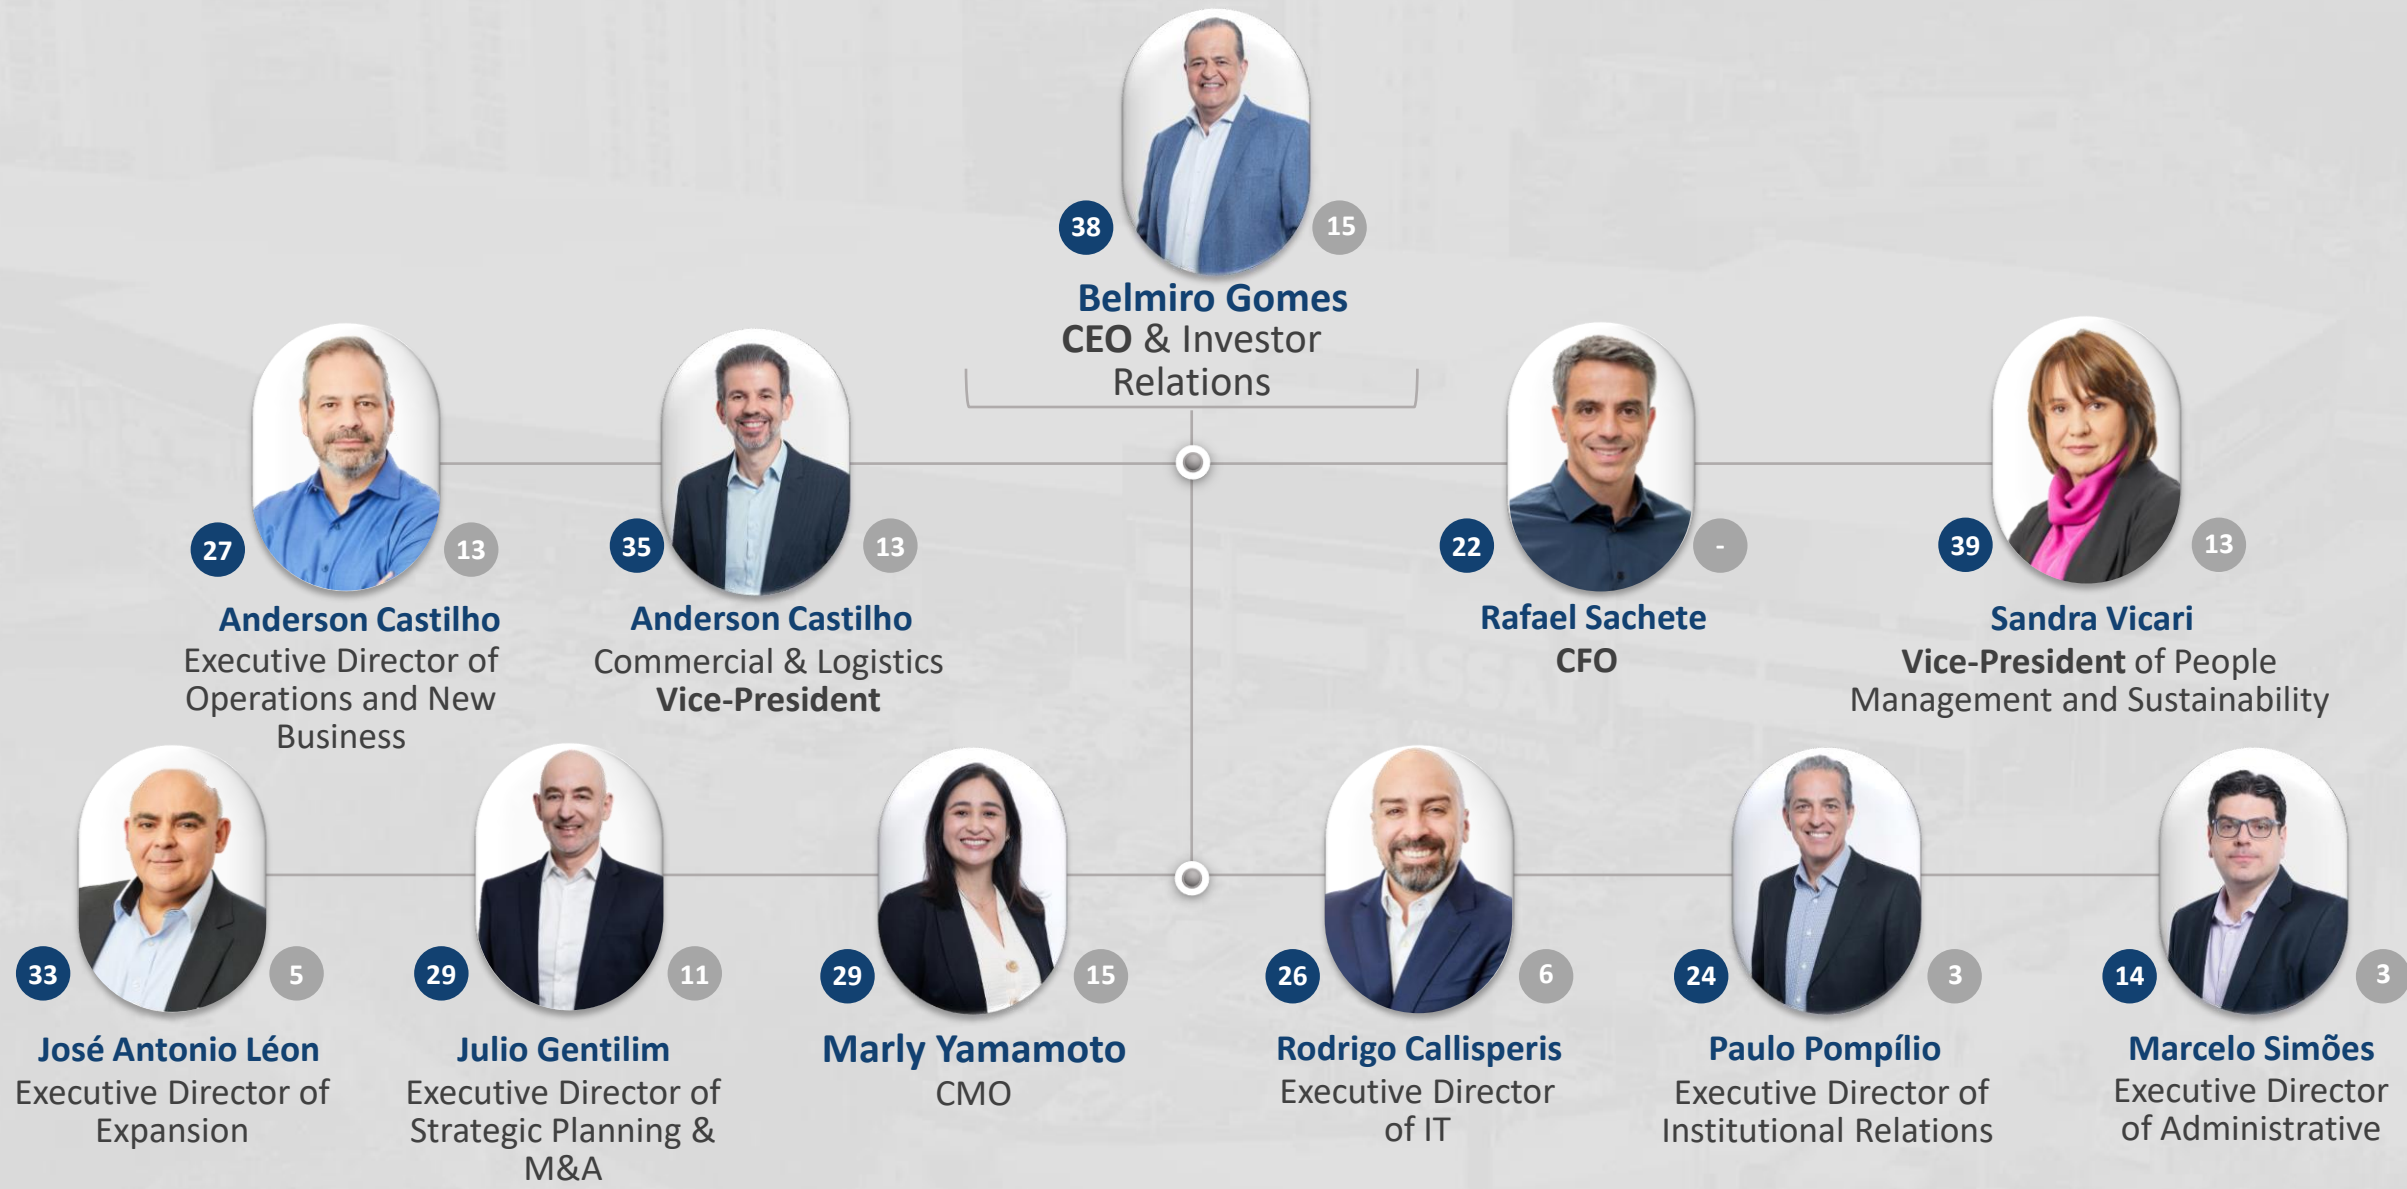 38
15
Belmiro Gomes
CEO & Investor
Relations
27
13
Anderson Castilho
Executive Director of
Operations and New
Business
35
13
Anderson Castilho
Commercial & Logistics
Vice-President
22
-
Rafael Sachete
CFO
39
13
Sandra Vicari
Vice-President of People
Management and Sustainability
ASSAÍ
ATACADISTA
33
5
José Antonio Léon
Executive Director of
Expansion
29
11
Julio Gentilim
Executive Director of
Strategic Planning &
M&A
29
15
Marly Yamamoto
CMO
26
6
Rodrigo Callisperis
Executive Director
of IT
24
3
Paulo Pompílio
Executive Director of
Institutional Relations
14
3
Marcelo Simões
Executive Director
of Administrative